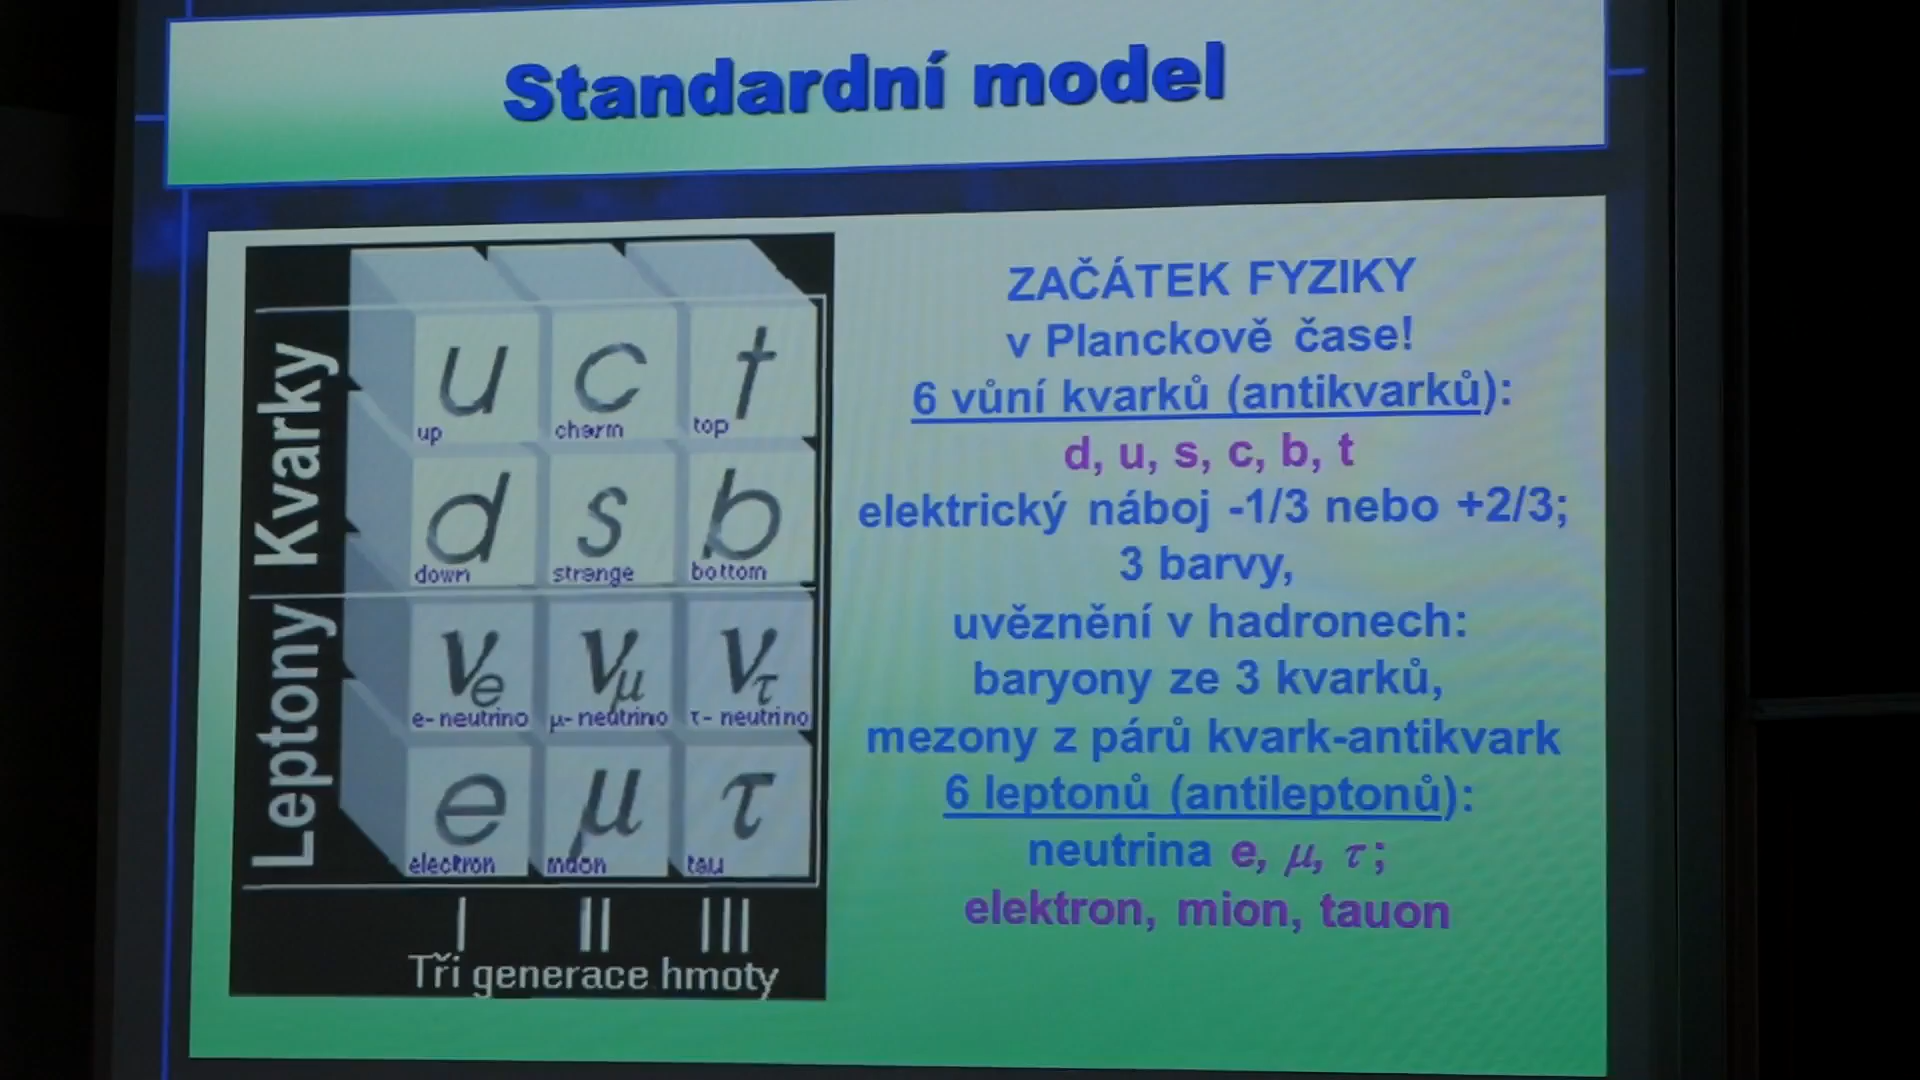 Standardní model
Kvarky
u c t
up charm top
d s b
down strange bottom
Leptony
νe νμ ντ
e- neutrino μ- neutrino τ- neutrino
e μ τ
electron muon tau
I II III
Tři generace hmoty
ZAČÁTEK FYZIKY
v Planckově čase!
6 vůní kvarků (antikvarků):
d, u, s, c, b, t
elektrický náboj -1/3 nebo +2/3;
3 barvy,
uvěznění v hadronech:
baryony ze 3 kvarků,
mezony z párů kvark-antikvark
6 leptonů (antileptonů):
neutrina e, μ, τ;
elektron, mion, tauon